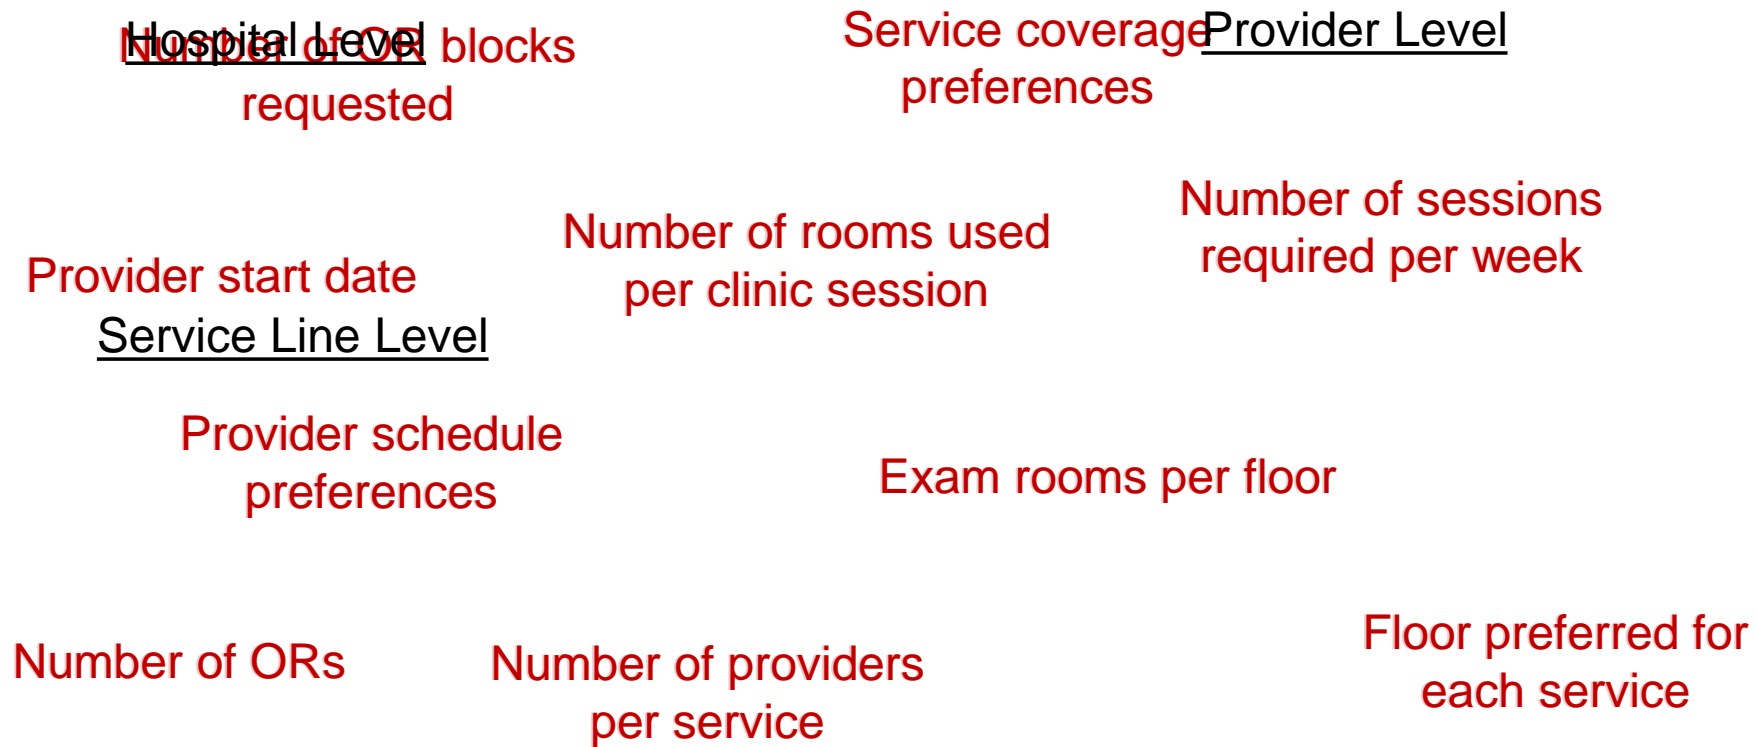 Hospital Level
Number of OR blocks
requested
Service coverage
preferences
Provider Level
Number of sessions
required per week
Number of rooms used
per clinic session
Provider start date
Service Line Level
Provider schedule
preferences
Exam rooms per floor
Number of ORs
Number of providers
per service
Floor preferred for
each service